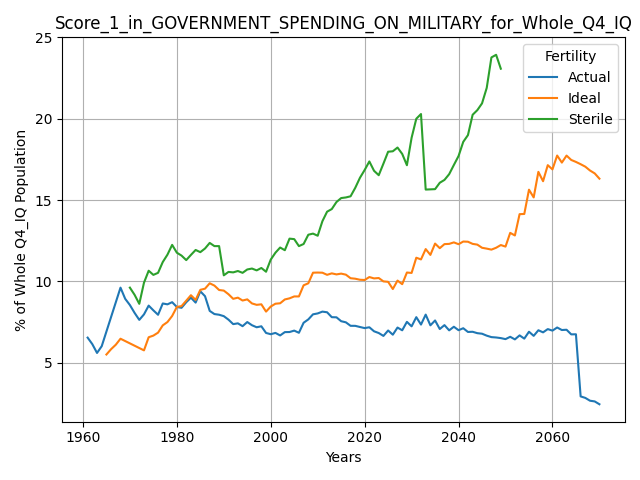 Score_1_in_GOVERNMENT_SPENDING_ON_MILITARY_for_Whole_Q4_IQ
% of Whole Q4_IQ Population
25
20
15
10
5
Fertility
Actual
Ideal
Sterile
1960 1980 2000 2020 2040 2060
Years